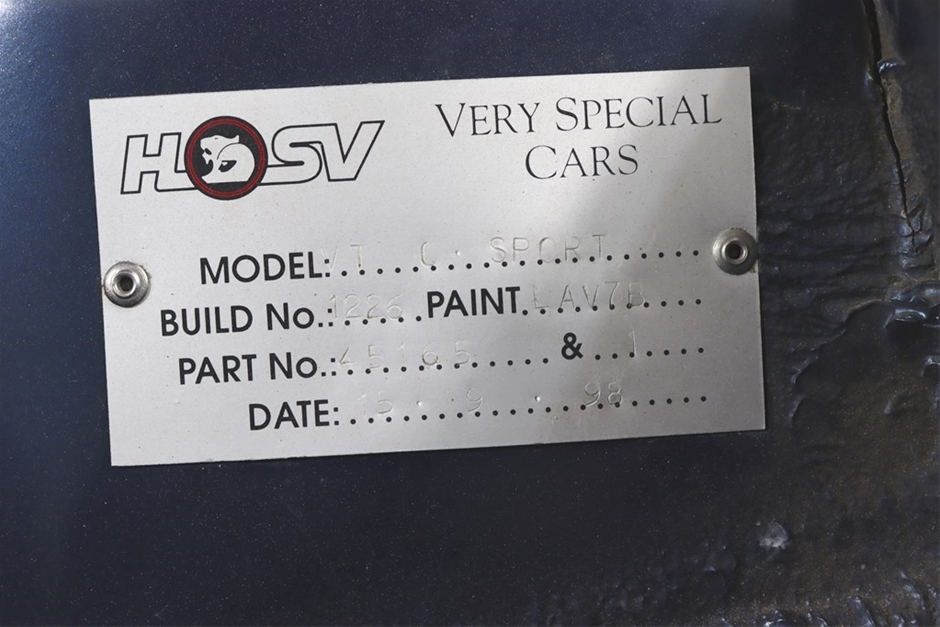 HSV VERY SPECIAL
CARS
MODEL: VT C. SPORT
BUILD No.: 1226 PAINT LAV7B
PART No.: 45165 & 1
DATE: 15.9.98